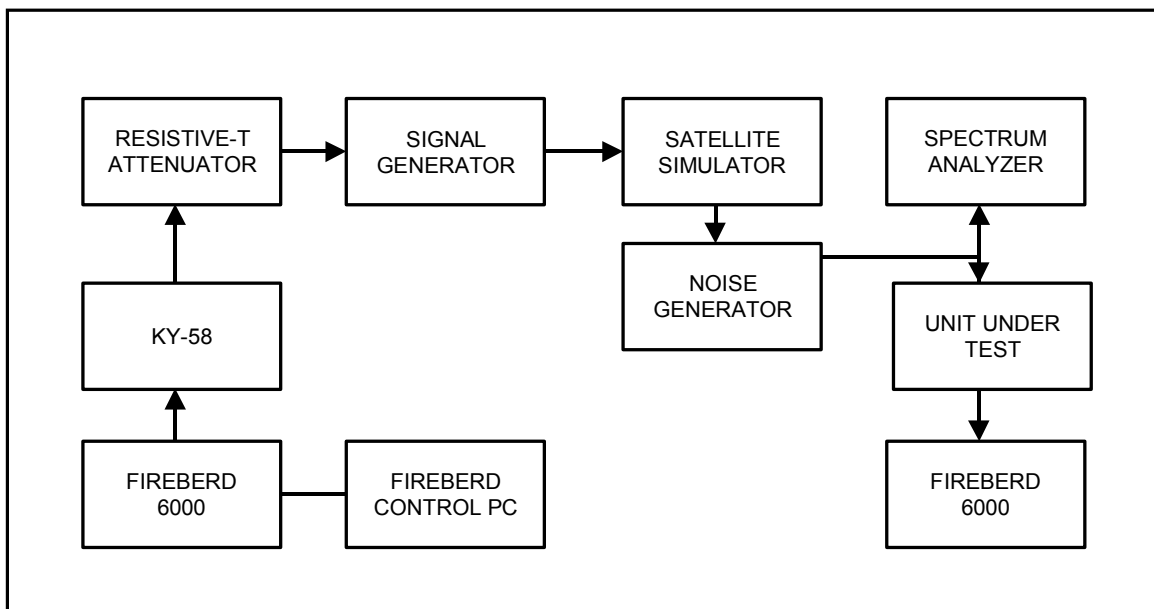 RESISTIVE-T
ATTENUATOR
SIGNAL
GENERATOR
SATELLITE
SIMULATOR
SPECTRUM
ANALYZER
KY-58
NOISE
GENERATOR
UNIT UNDER
TEST
FIREBERD
6000
FIREBERD
CONTROL PC
FIREBERD
6000